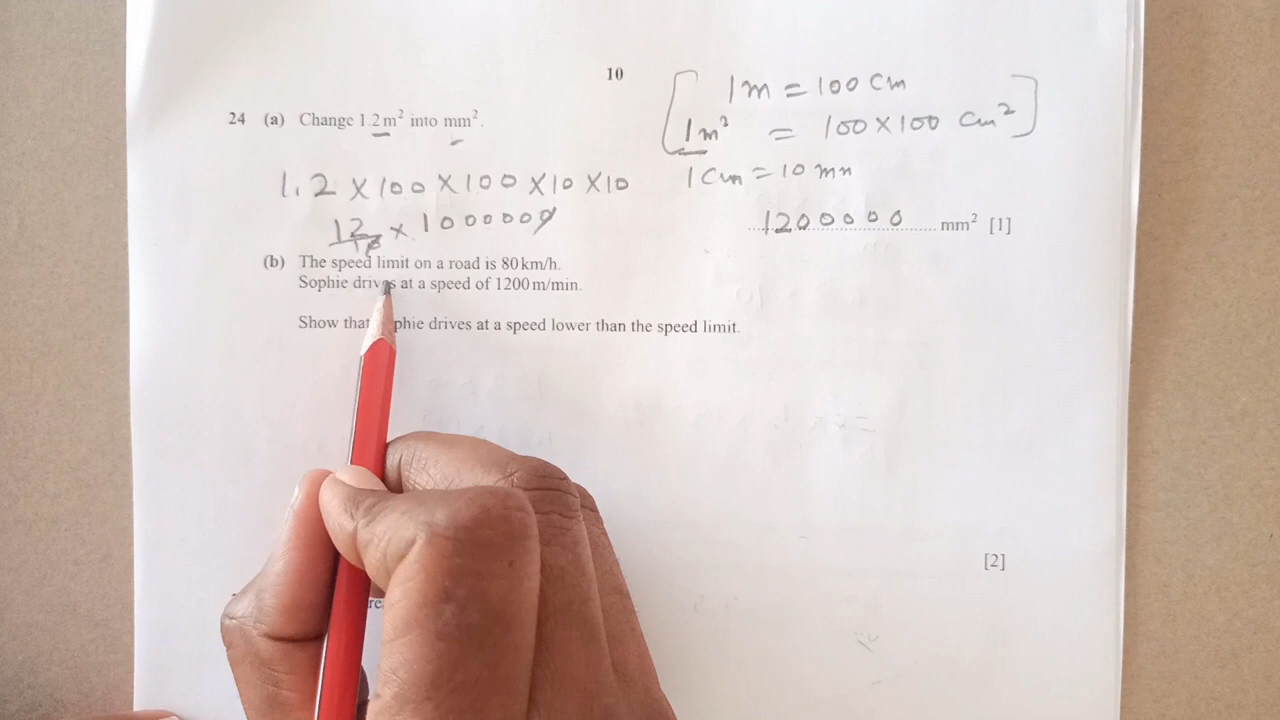 10
1m = 100 cm
24 (a) Change 1.2 m² into mm².
1m² = 100 × 100 cm²
1.2 × 100 × 100 × 10 × 10
1cm = 10 mm
12/10 × 1000000
1200000 mm² [1]
(b) The speed limit on a road is 80 km/h.
Sophie drives at a speed of 1200 m/min.
Show that phie drives at a speed lower than the speed limit.
[2]